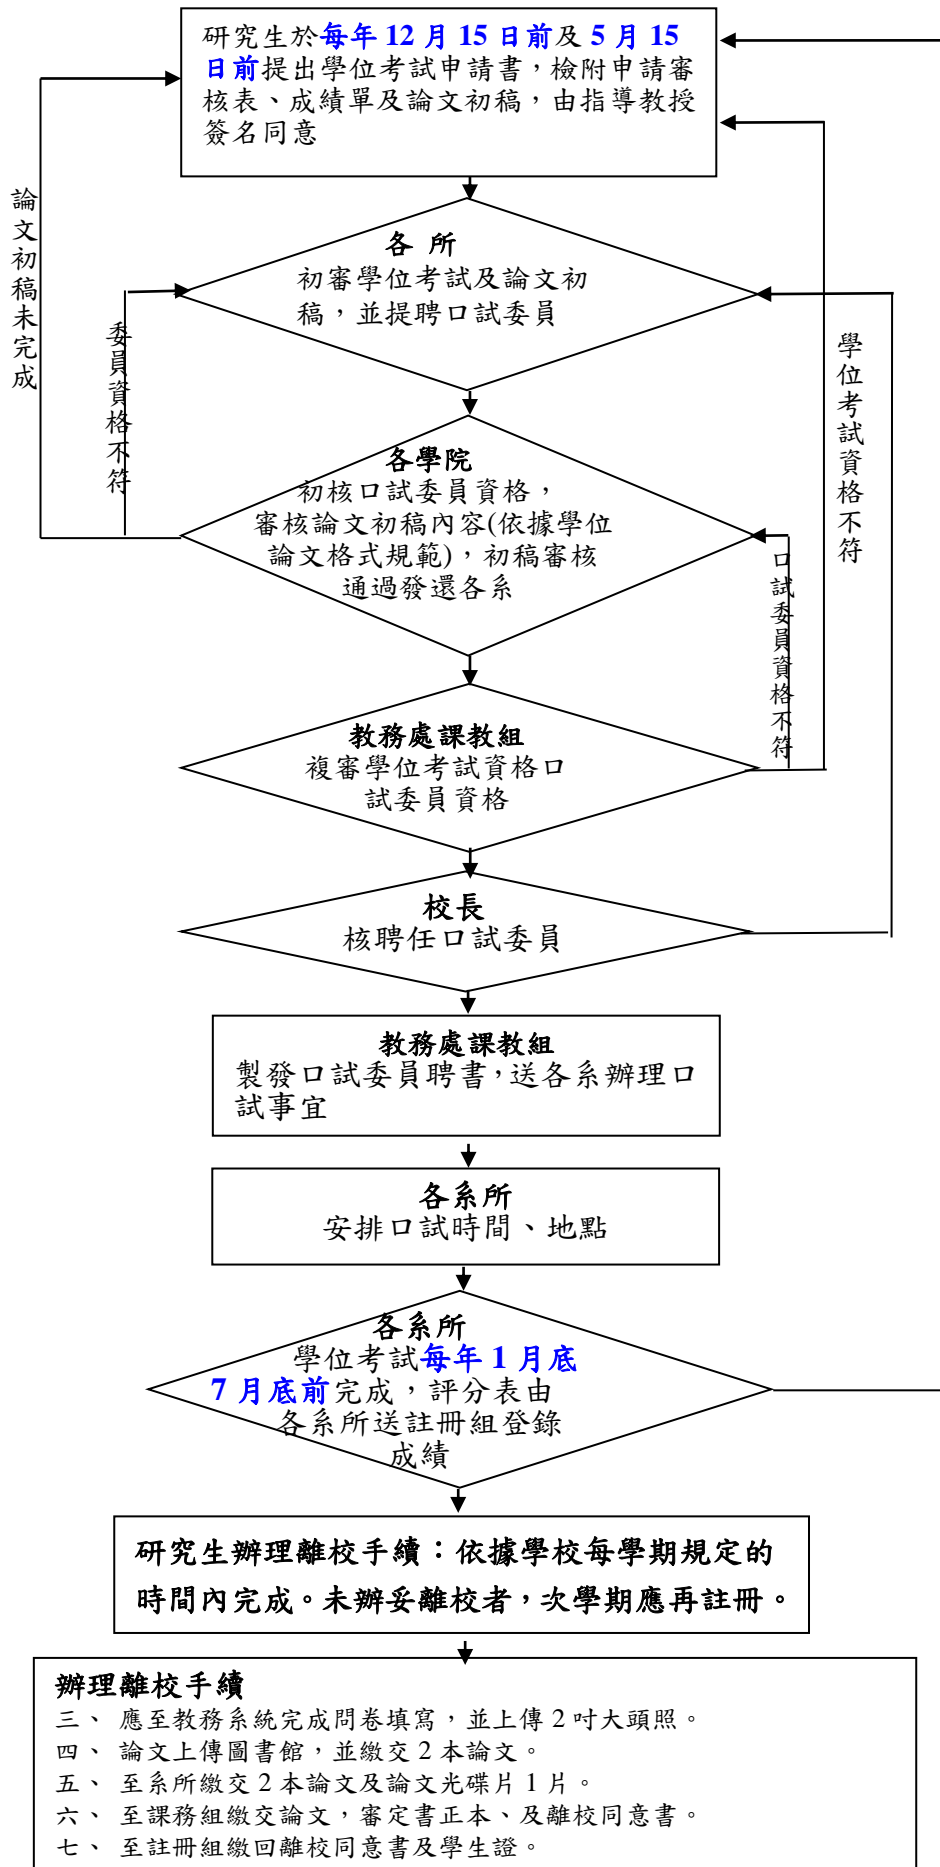 研究生於每年 12 月 15 日前及 5 月 15
日前提出學位考試申請書，檢附申請審
核表、成績單及論文初稿，由指導教授
簽名同意
論文初稿未完成
各 所
初審學位考試及論文初
稿，並提聘口試委員
委員資格不符
學位考試資格不符
各學院
初核口試委員資格，
審核論文初稿內容(依據學位
論文格式規範)，初稿審核
通過發還各系
口試委員資格不符
教務處課教組
複審學位考試資格口
試委員資格
校長
核聘任口試委員
教務處課教組
製發口試委員聘書，送各系辦理口
試事宜
各系所
安排口試時間、地點
各系所
學位考試每年 1 月底
7 月底前完成，評分表由
各系所送註冊組登錄
成績
研究生辦理離校手續：依據學校每學期規定的
時間內完成。未辦妥離校者，次學期應再註冊。
辦理離校手續
三、 應至教務系統完成問卷填寫，並上傳 2 吋大頭照。
四、 論文上傳圖書館，並繳交 2 本論文。
五、 至系所繳交 2 本論文及論文光碟片 1 片。
六、 至課務組繳交論文，審定書正本、及離校同意書。
七、 至註冊組繳回離校同意書及學生證。